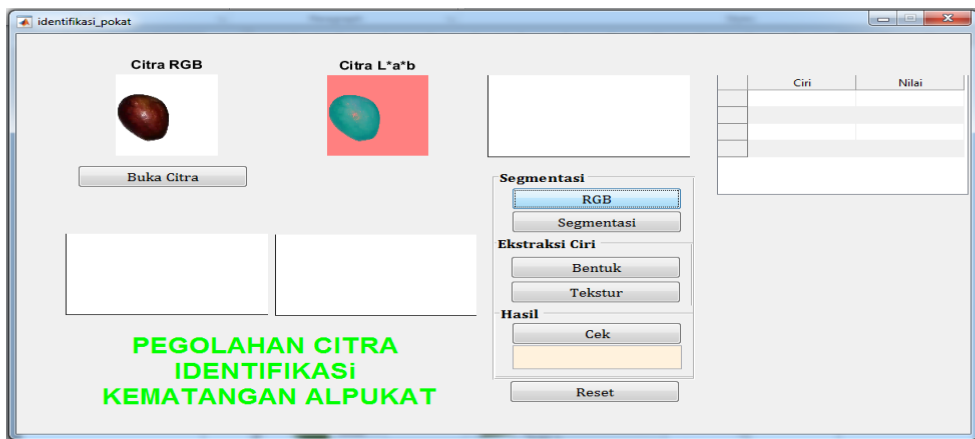 identifikasi_pokat
Citra RGB
Citra L*a*b
Ciri
Nilai
Buka Citra
Segmentasi
RGB
Segmentasi
Ekstraksi Ciri
Bentuk
Tekstur
Hasil
Cek
Reset
PEGOLAHAN CITRA
IDENTIFIKASi
KEMATANGAN ALPUKAT